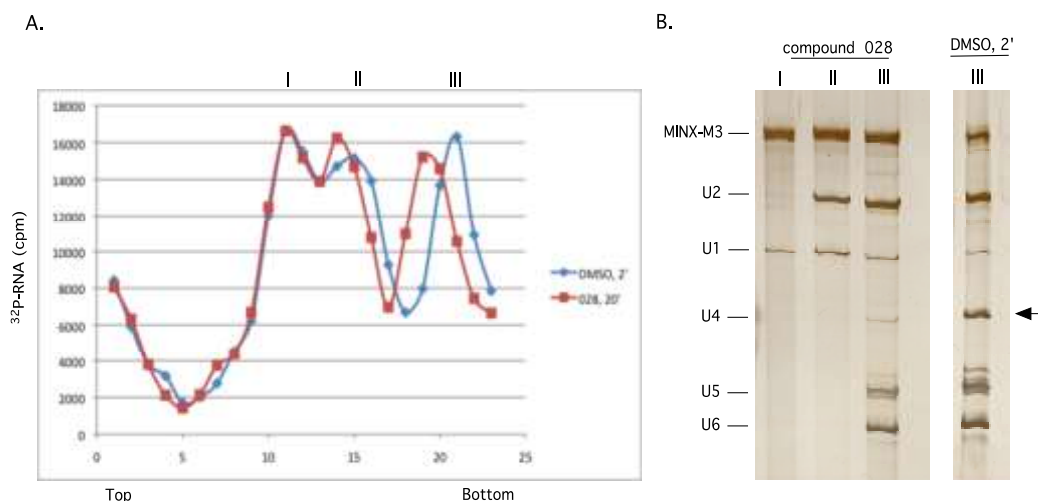 A.
I II III
18000
16000
14000
12000
10000
8000
6000
4000
2000
0
³²P-RNA (cpm)
0 5 10 15 20 25
Top Bottom
DMSO, 2'
028, 20'
B.
compound 028 DMSO, 2'
I II III III
MINX-M3
U2
U1
U4
U5
U6